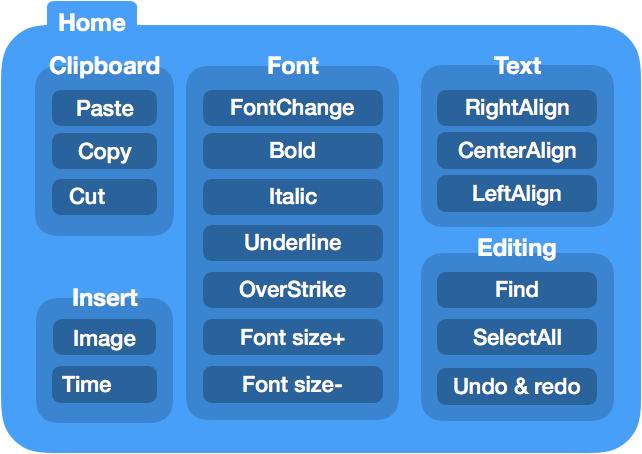 Home
Clipboard
Paste
Copy
Cut
Insert
Image
Time
Font
FontChange
Bold
Italic
Underline
OverStrike
Font size+
Font size-
Text
RightAlign
CenterAlign
LeftAlign
Editing
Find
SelectAll
Undo & redo